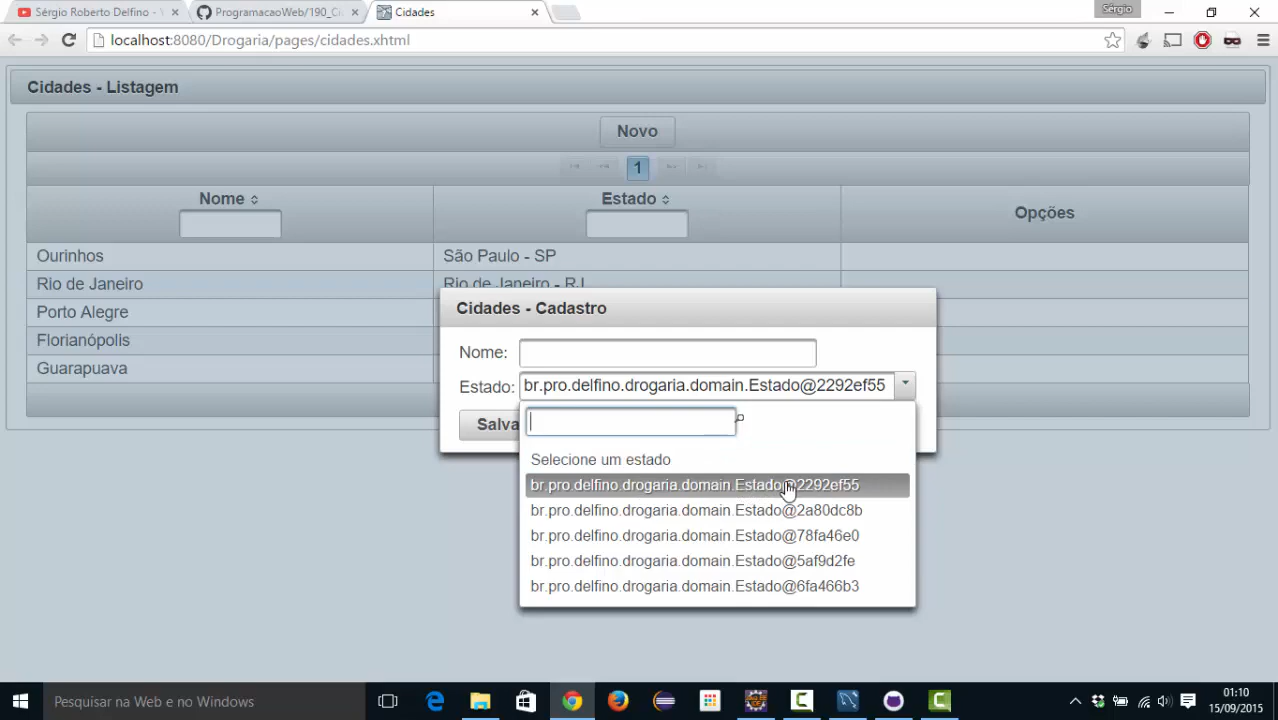 Sérgio Roberto Delfino - V
ProgramacaoWeb/190_Ci
Cidades
Sérgio
localhost:8080/Drogaria/pages/cidades.xhtml
Cidades - Listagem
Novo
1
Nome
Estado
Opções
Ourinhos
São Paulo - SP
Rio de Janeiro
Rio de Janeiro - RJ
Porto Alegre
Florianópolis
Guarapuava
Cidades - Cadastro
Nome:
Estado: br.pro.delfino.drogaria.domain.Estado@2292ef55
Salva
Selecione um estado
br.pro.delfino.drogaria.domain.Estado@2292ef55
br.pro.delfino.drogaria.domain.Estado@2a80dc8b
br.pro.delfino.drogaria.domain.Estado@78fa46e0
br.pro.delfino.drogaria.domain.Estado@5af9d2fe
br.pro.delfino.drogaria.domain.Estado@6fa466b3
Pesquisar na Web e no Windows
01:10
15/09/2015